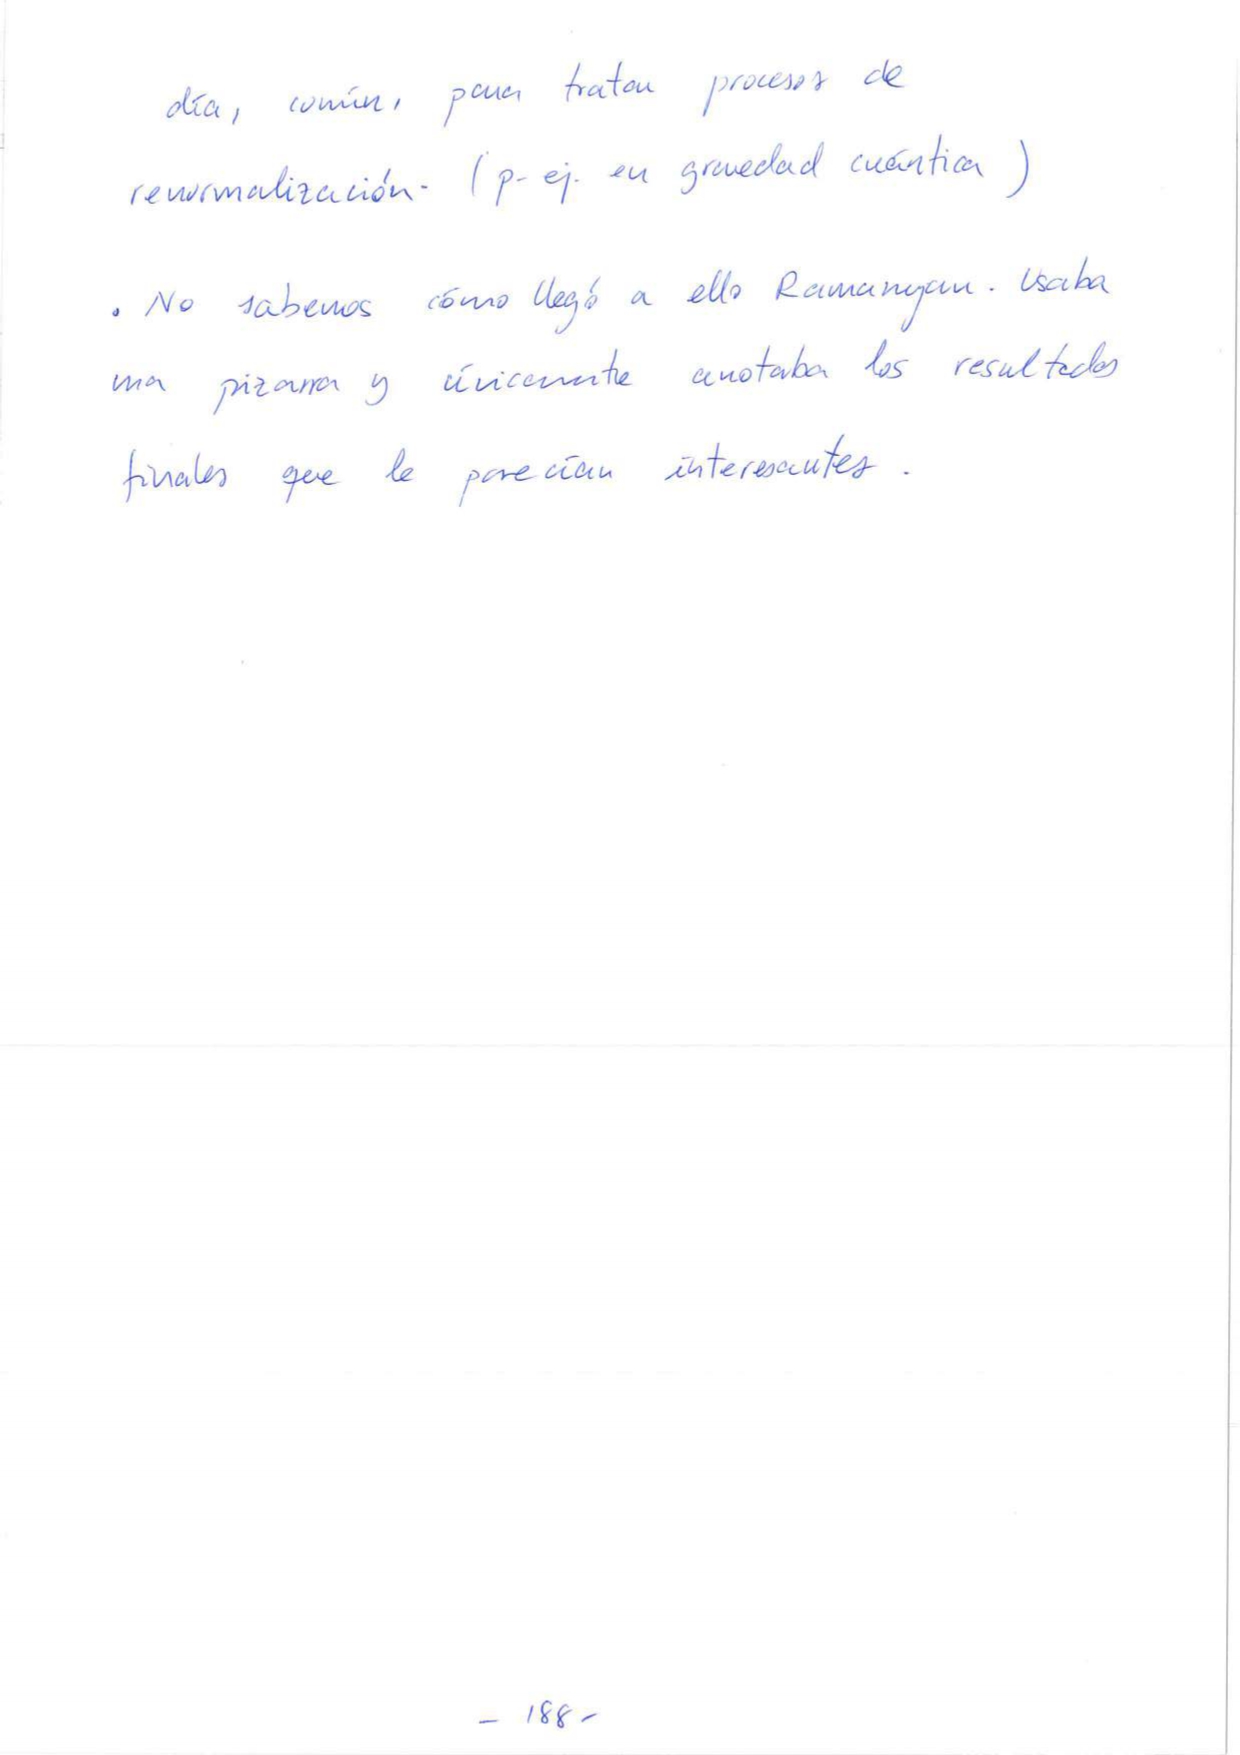 día, común, para tratar procesos de
renormalización. (p. ej. en gravedad cuántica)
. No sabemos cómo llegó a ello Ramanujan. Usaba
una pizarra y únicamente anotaba los resultados
finales que le parecían interesantes.
- 188 -